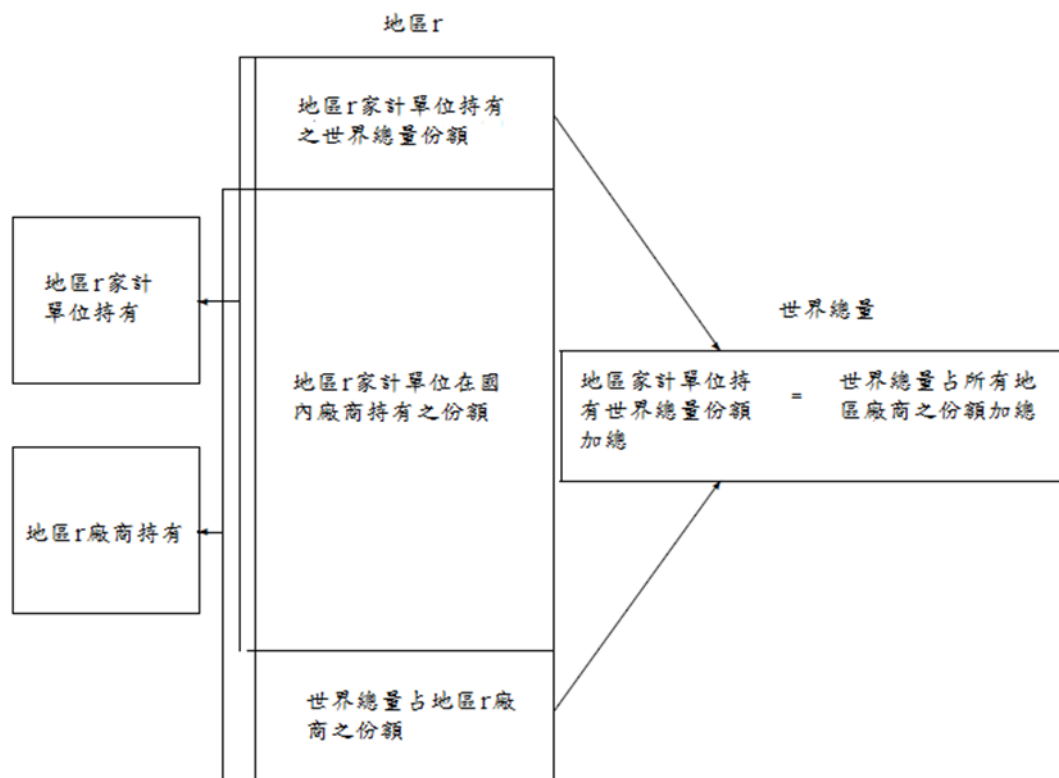 地區r
地區r家計單位持有
之世界總量份額
地區r家計
單位持有
地區r家計單位在國
內廠商持有之份額
地區r廠商持有
世界總量占地區r廠
商之份額
世界總量
地區家計單位持
有世界總量份額
加總
=
世界總量占所有地
區廠商之份額加總